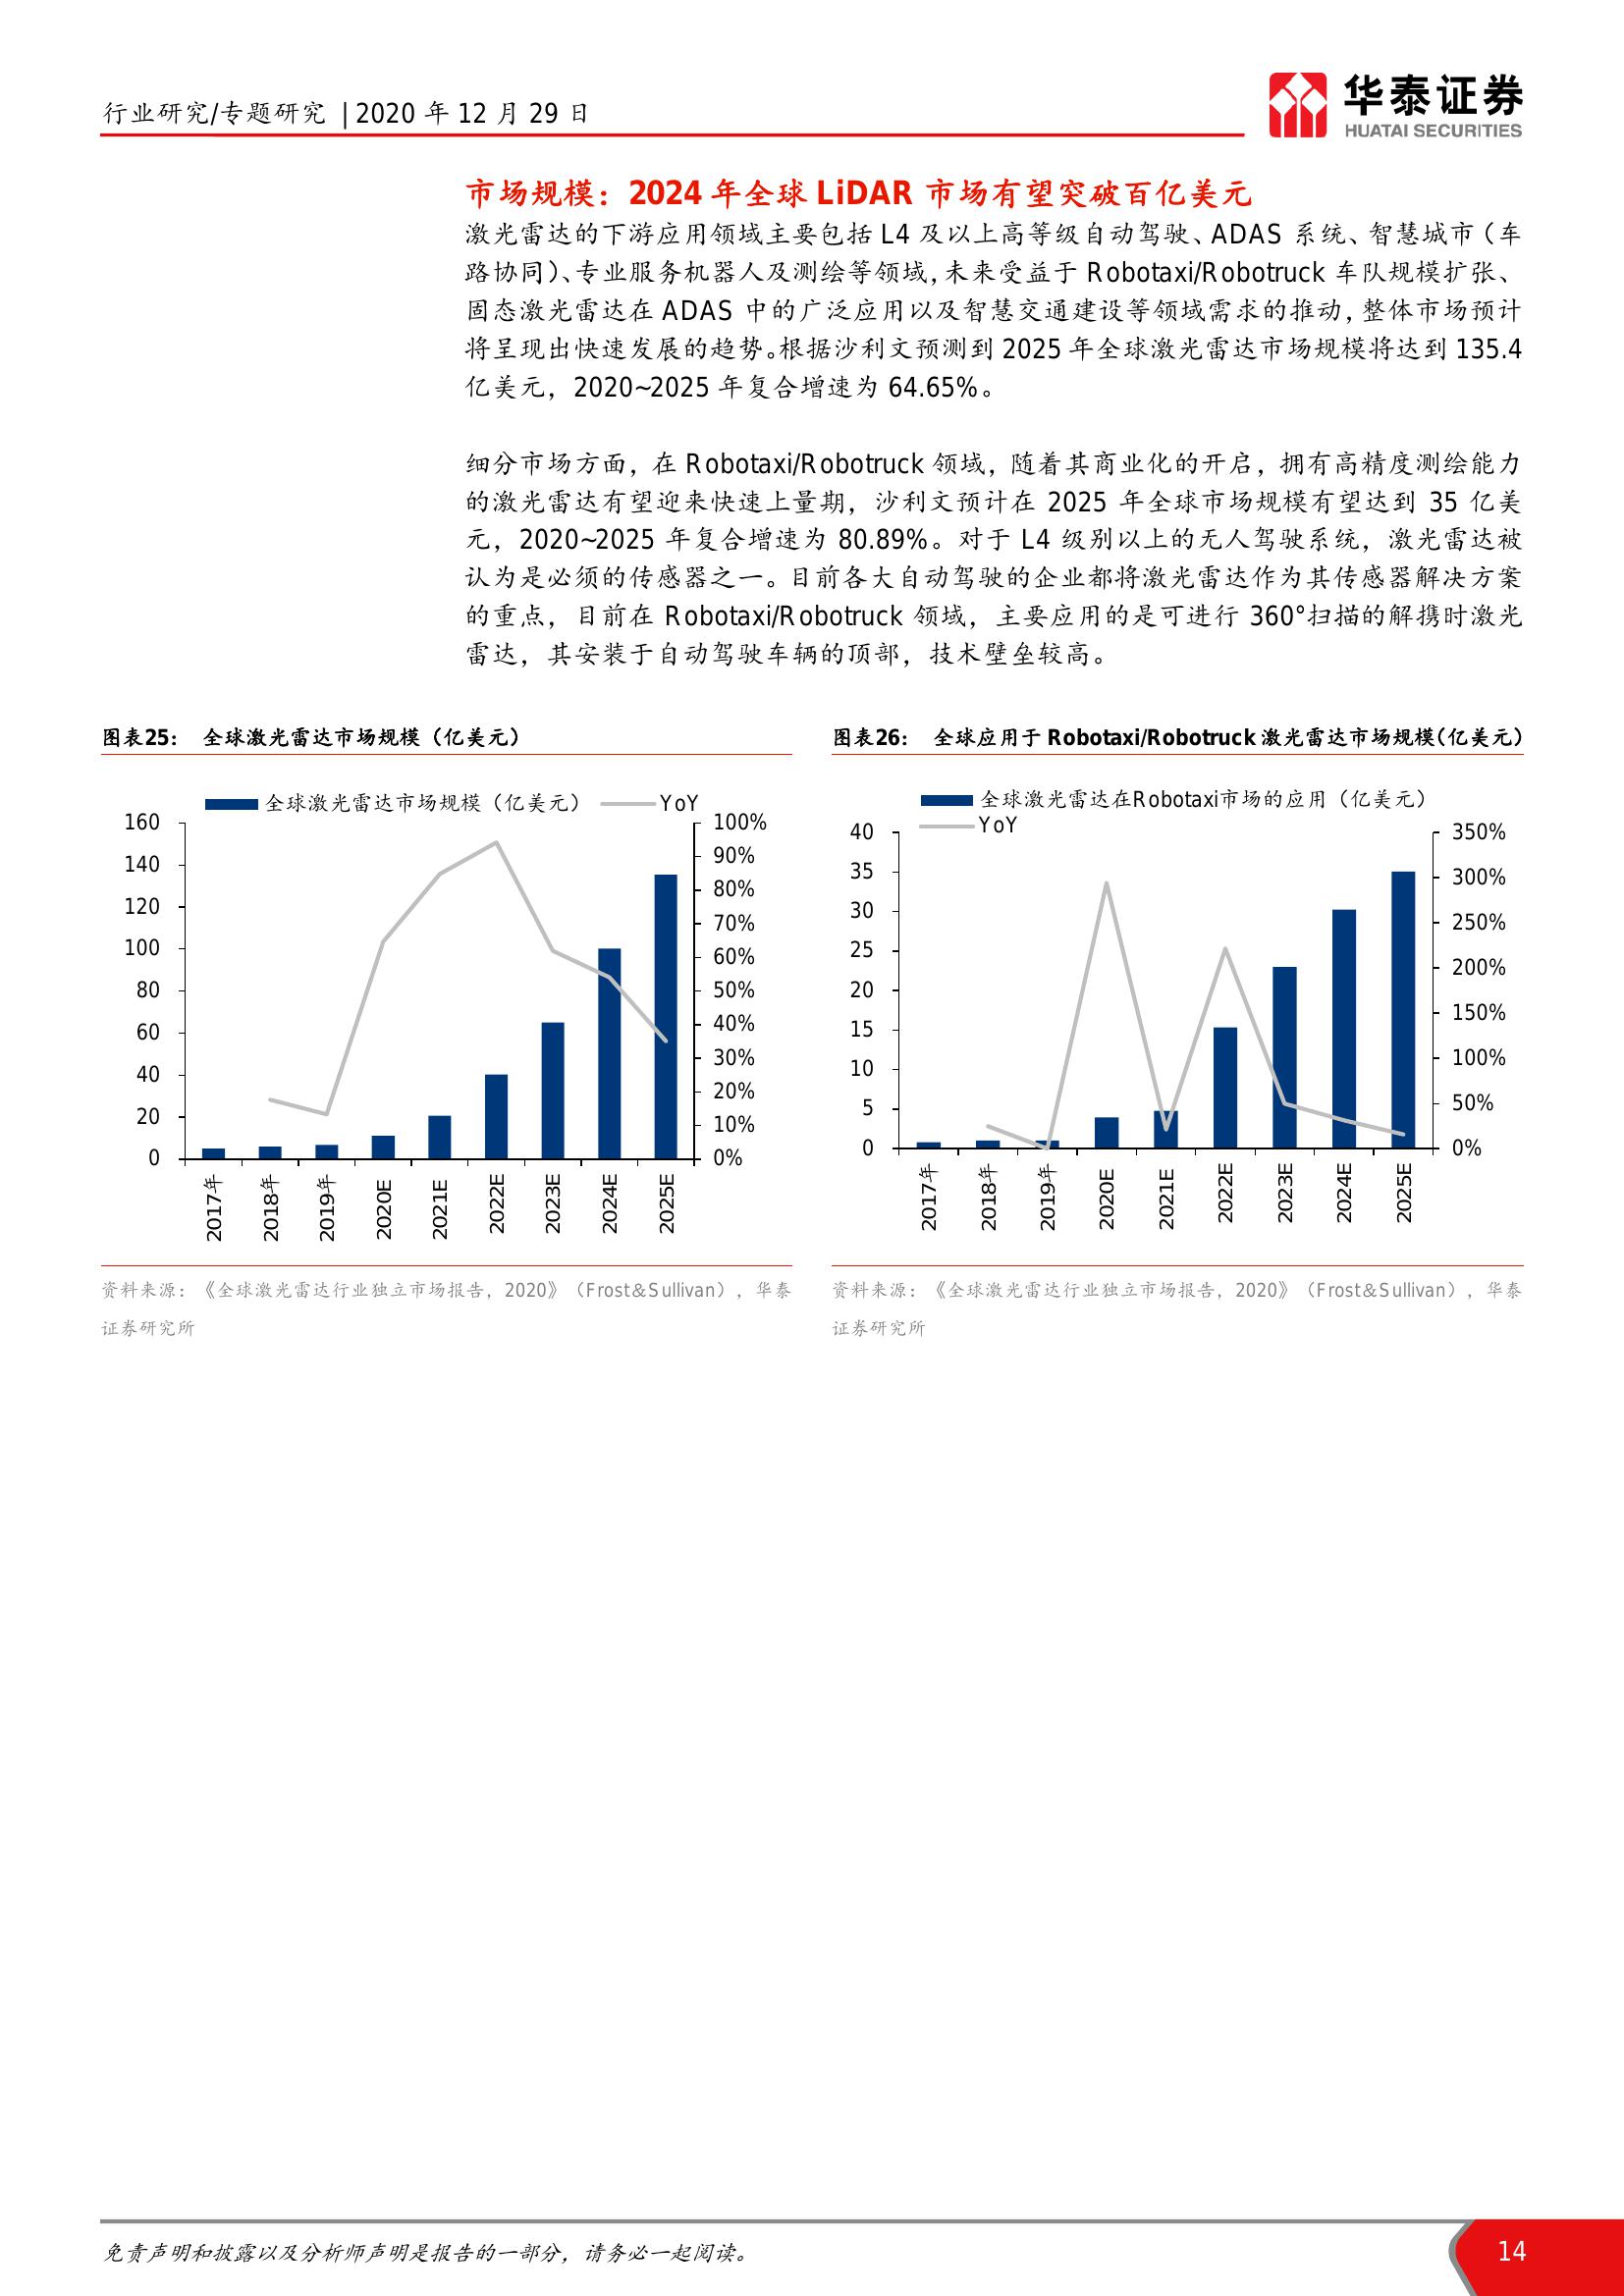 行业研究/专题研究 | 2020 年 12 月 29 日
华泰证券
HUATAI SECURITIES
市场规模：2024 年全球 LiDAR 市场有望突破百亿美元
激光雷达的下游应用领域主要包括 L4 及以上高等级自动驾驶、ADAS 系统、智慧城市（车
路协同）、专业服务机器人及测绘等领域，未来受益于 Robotaxi/Robotruck 车队规模扩张、
固态激光雷达在 ADAS 中的广泛应用以及智慧交通建设等领域需求的推动，整体市场预计
将呈现出快速发展的趋势。根据沙利文预测到 2025 年全球激光雷达市场规模将达到 135.4
亿美元，2020~2025 年复合增速为 64.65%。
细分市场方面，在 Robotaxi/Robotruck 领域，随着其商业化的开启，拥有高精度测绘能力
的激光雷达有望迎来快速上量期，沙利文预计在 2025 年全球市场规模有望达到 35 亿美
元，2020~2025 年复合增速为 80.89%。对于 L4 级别以上的无人驾驶系统，激光雷达被
认为是必须的传感器之一。目前各大自动驾驶的企业都将激光雷达作为其传感器解决方案
的重点，目前在 Robotaxi/Robotruck 领域，主要应用的是可进行 360°扫描的解携时激光
雷达，其安装于自动驾驶车辆的顶部，技术壁垒较高。
图表25： 全球激光雷达市场规模（亿美元）
全球激光雷达市场规模（亿美元） YoY
160
140
120
100
80
60
40
20
0
100%
90%
80%
70%
60%
50%
40%
30%
20%
10%
0%
2017年
2018年
2019年
2020E
2021E
2022E
2023E
2024E
2025E
资料来源：《全球激光雷达行业独立市场报告，2020》（Frost&Sullivan），华泰
证券研究所
图表26： 全球应用于 Robotaxi/Robotruck 激光雷达市场规模（亿美元）
全球激光雷达在Robotaxi市场的应用（亿美元）
YoY
40
35
30
25
20
15
10
5
0
350%
300%
250%
200%
150%
100%
50%
0%
2017年
2018年
2019年
2020E
2021E
2022E
2023E
2024E
2025E
资料来源：《全球激光雷达行业独立市场报告，2020》（Frost&Sullivan），华泰
证券研究所
免责声明和披露以及分析师声明是报告的一部分，请务必一起阅读。
14